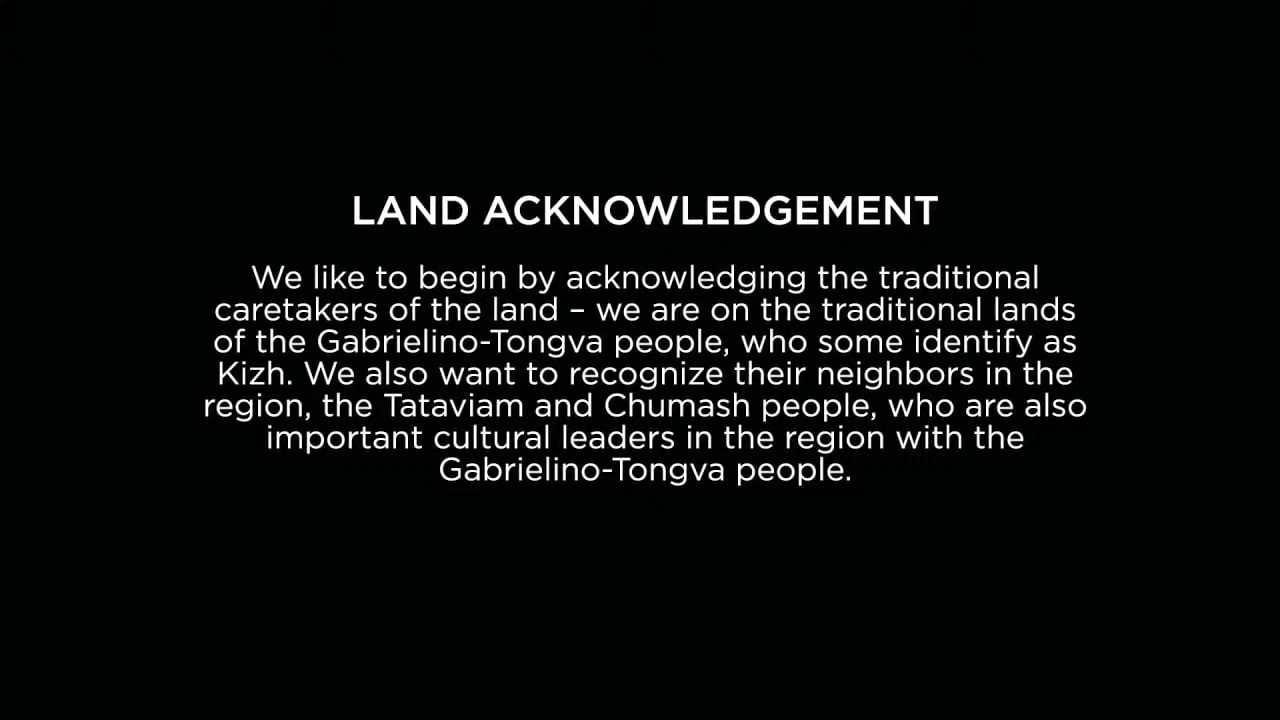 LAND ACKNOWLEDGEMENT
We like to begin by acknowledging the traditional
caretakers of the land – we are on the traditional lands
of the Gabrielino-Tongva people, who some identify as
Kizh. We also want to recognize their neighbors in the
region, the Tataviam and Chumash people, who are also
important cultural leaders in the region with the
Gabrielino-Tongva people.